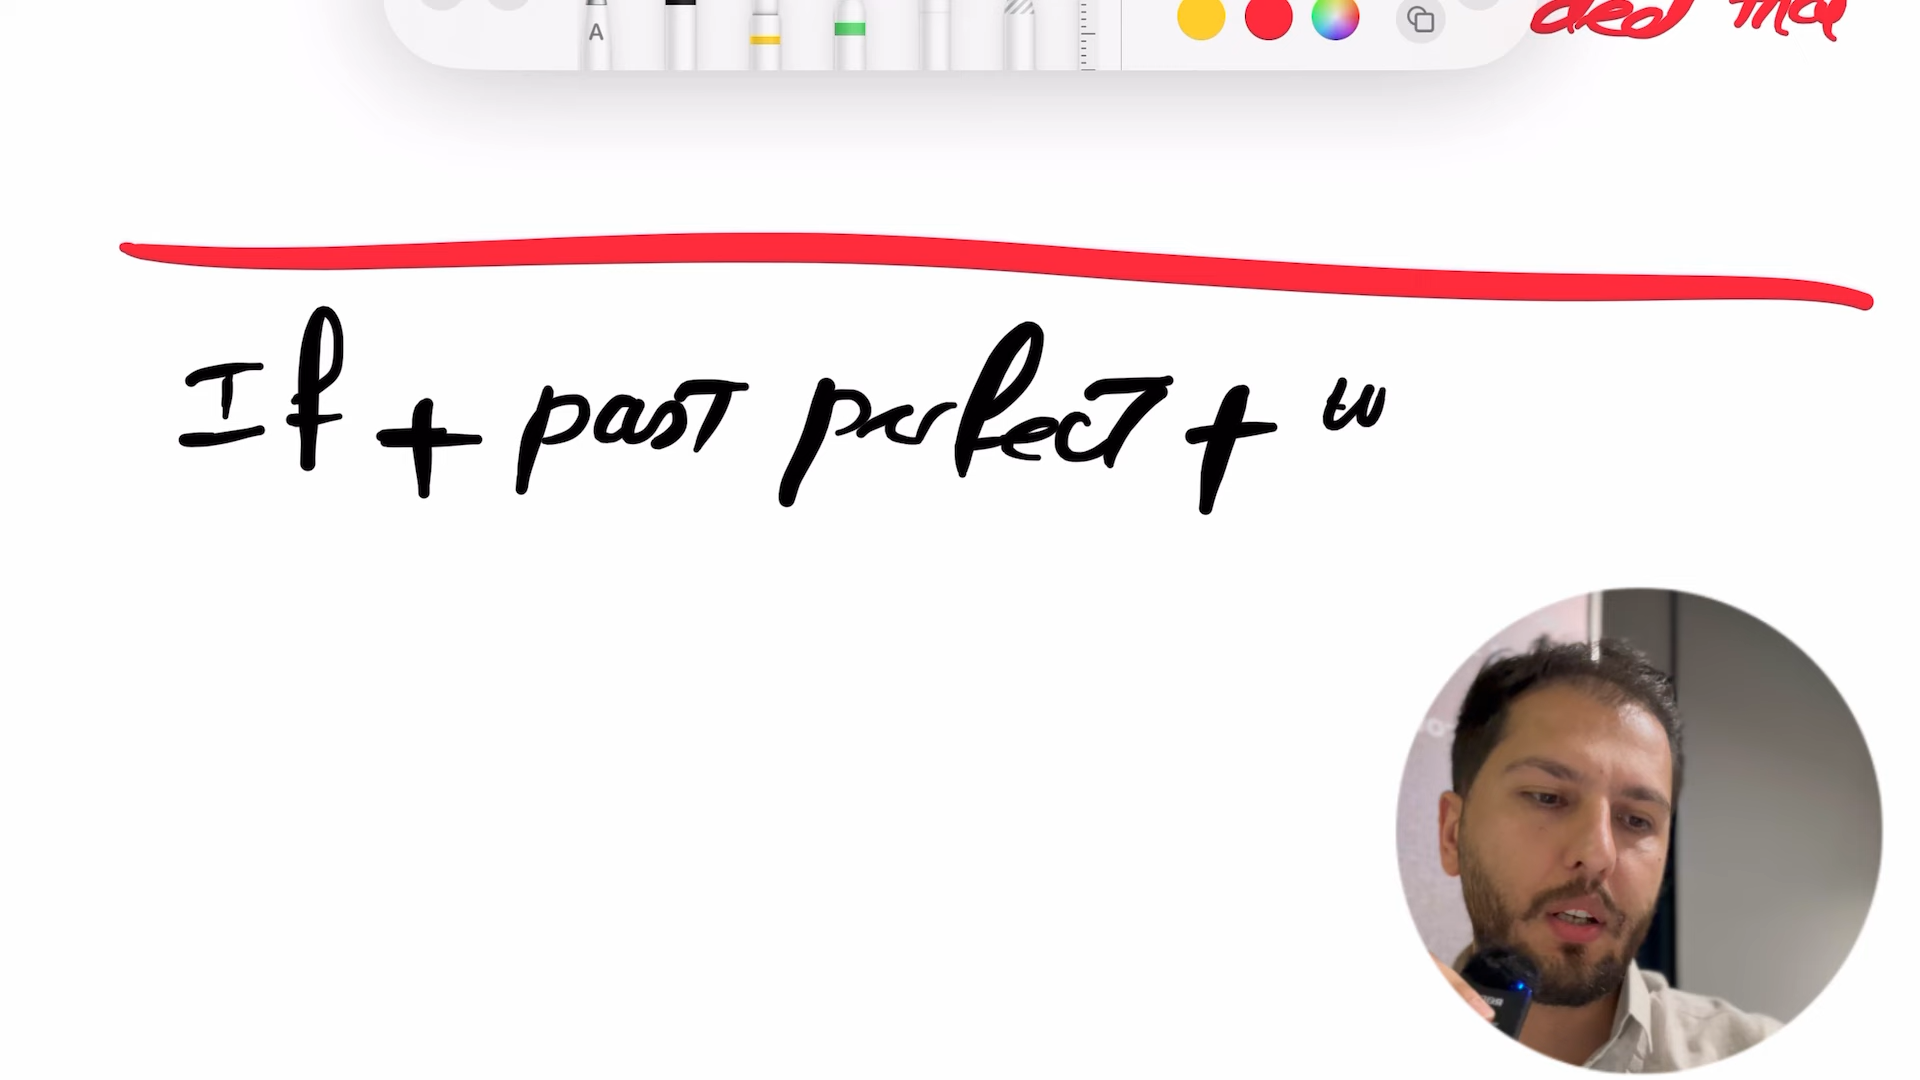 If + past perfect + w